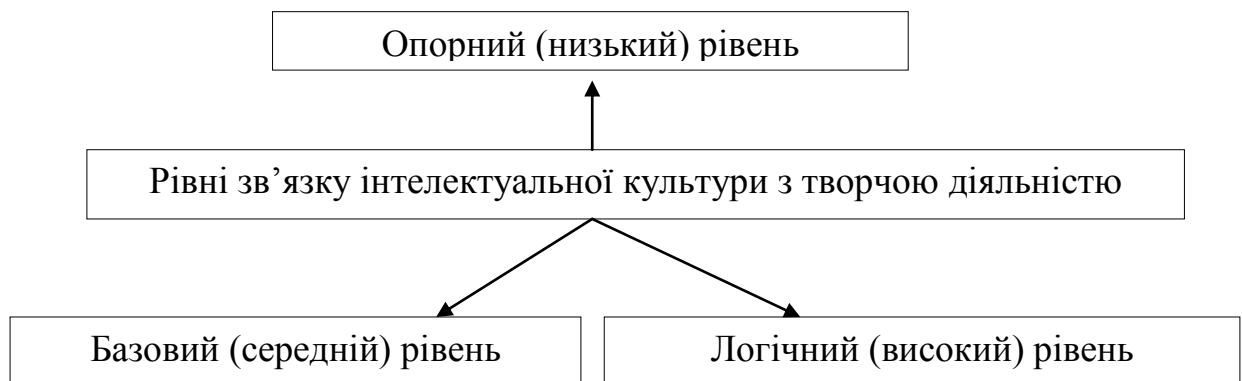 Опорний (низький) рівень
Рівні зв’язку інтелектуальної культури з творчою діяльністю
Базовий (середній) рівень
Логічний (високий) рівень